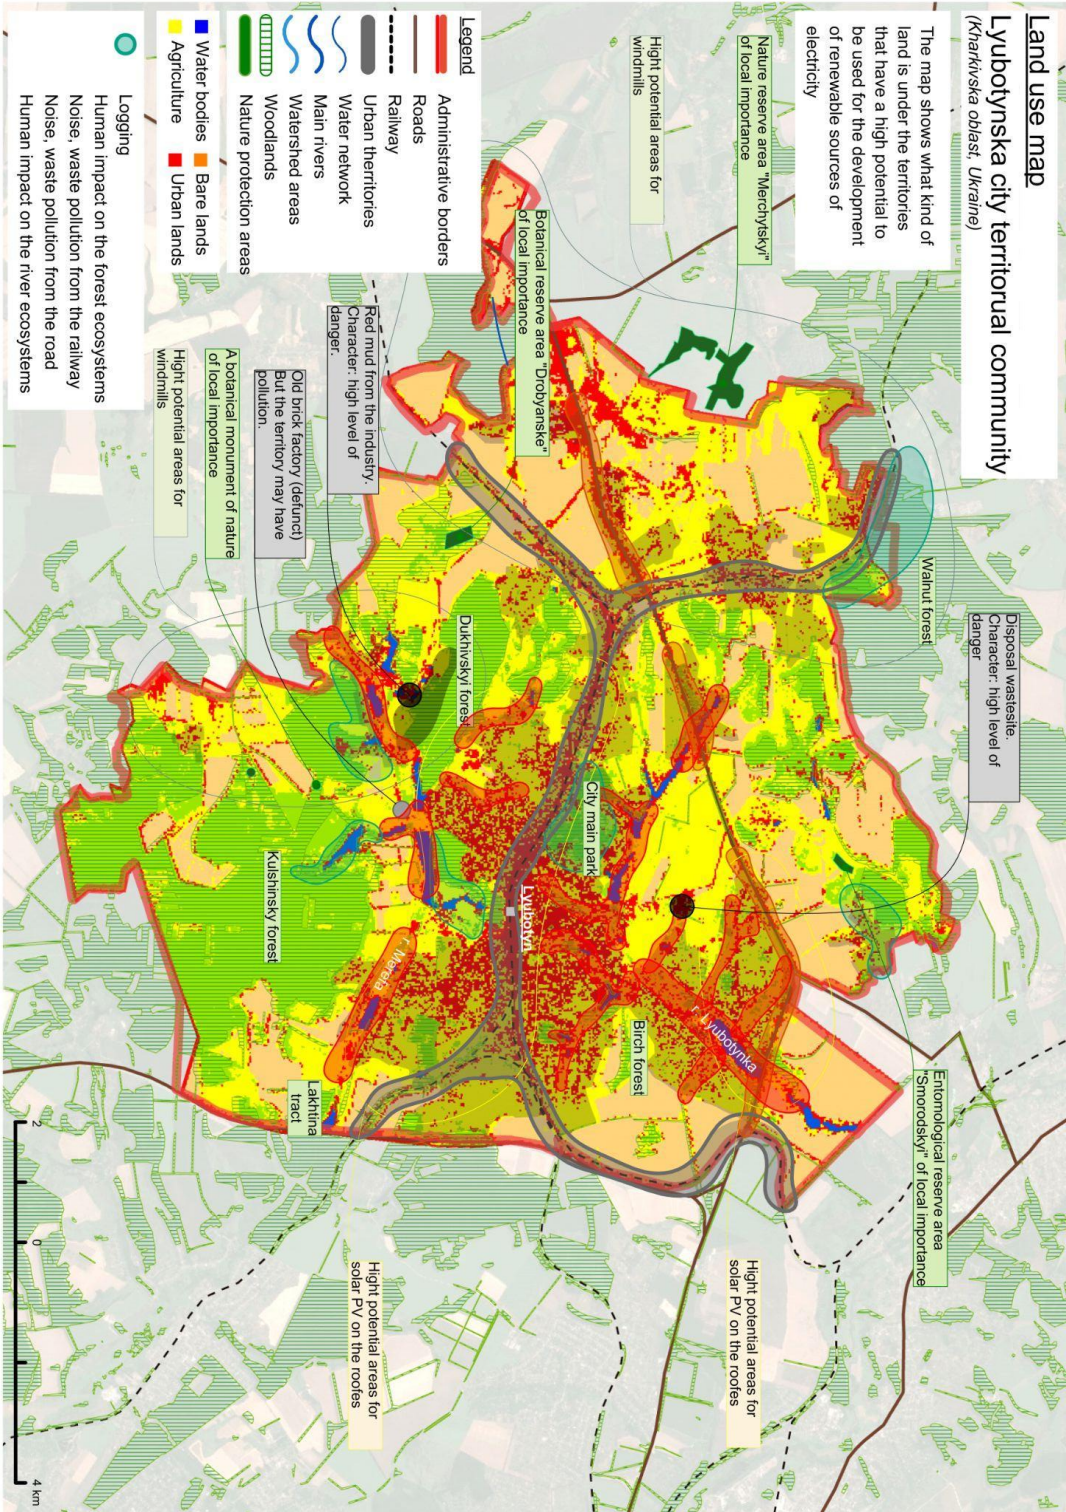 Land use map
Lyubotynska city territorual community
(Kharkivska oblast, Ukraine)
The map shows what kind of
land is under the territories
that have a high potential to
be used for the development
of renewable sources of
electricity
Nature reserve area "Merchytskyi"
of local importance
Hight potential areas for
windmills
Walnut forest
Disposal wastesite.
Character: high level of
danger
Entomological reserve area
"Smorodskyi" of local importance
Botanical reserve area "Drobyanske"
of local importance
City main park
Birch forest
r. Lyubotynka
Hight potential areas for
solar PV on the roofes
Lyubotyn
Dukhivskyi forest
Red mud from the industry.
Character: high level of
danger.
Old brick factory (defunct)
But the territory may have
pollution.
A botanical monument of nature
of local importance
Hight potential areas for
windmills
Kulshinsky forest
r. Merefa
Lakhtina
tract
Hight potential areas for
solar PV on the roofes
Legend
Administrative borders
Roads
Railway
Urban territories
Water network
Main rivers
Watershed areas
Woodlands
Nature protection areas
Water bodies
Bare lands
Agriculture
Urban lands
Logging
Human impact on the forest ecosystems
Noise, waste pollution from the railway
Noise, waste pollution from the road
Human impact on the river ecosystems
2 0 4 km